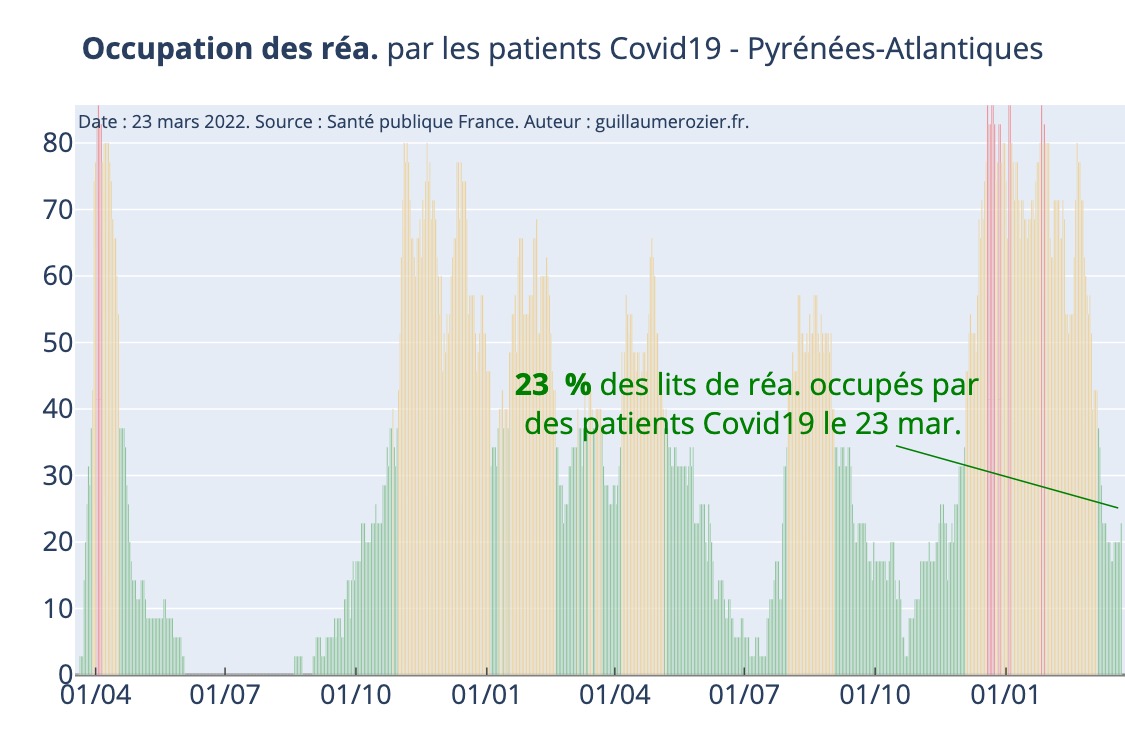 Occupation des réa. par les patients Covid19 - Pyrénées-Atlantiques
Date : 23 mars 2022. Source : Santé publique France. Auteur : guillaumerozier.fr.
80
70
60
50
40
30
20
10
0
23 % des lits de réa. occupés par
des patients Covid19 le 23 mar.
01/04 01/07 01/10 01/01 01/04 01/07 01/10 01/01